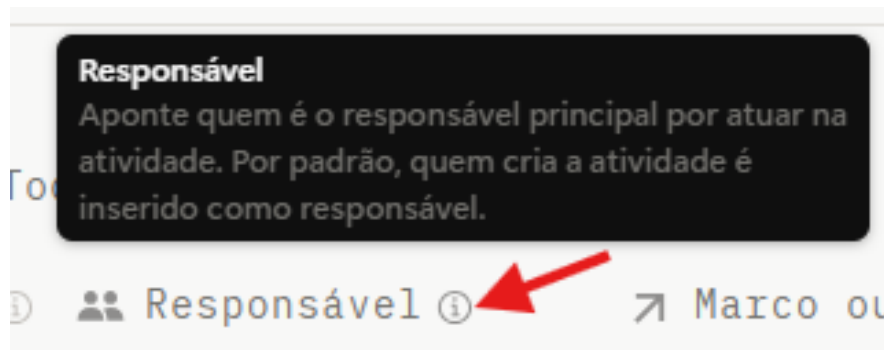 Responsável
Aponte quem é o responsável principal por atuar na
atividade. Por padrão, quem cria a atividade é
inserido como responsável.
Responsável Marco